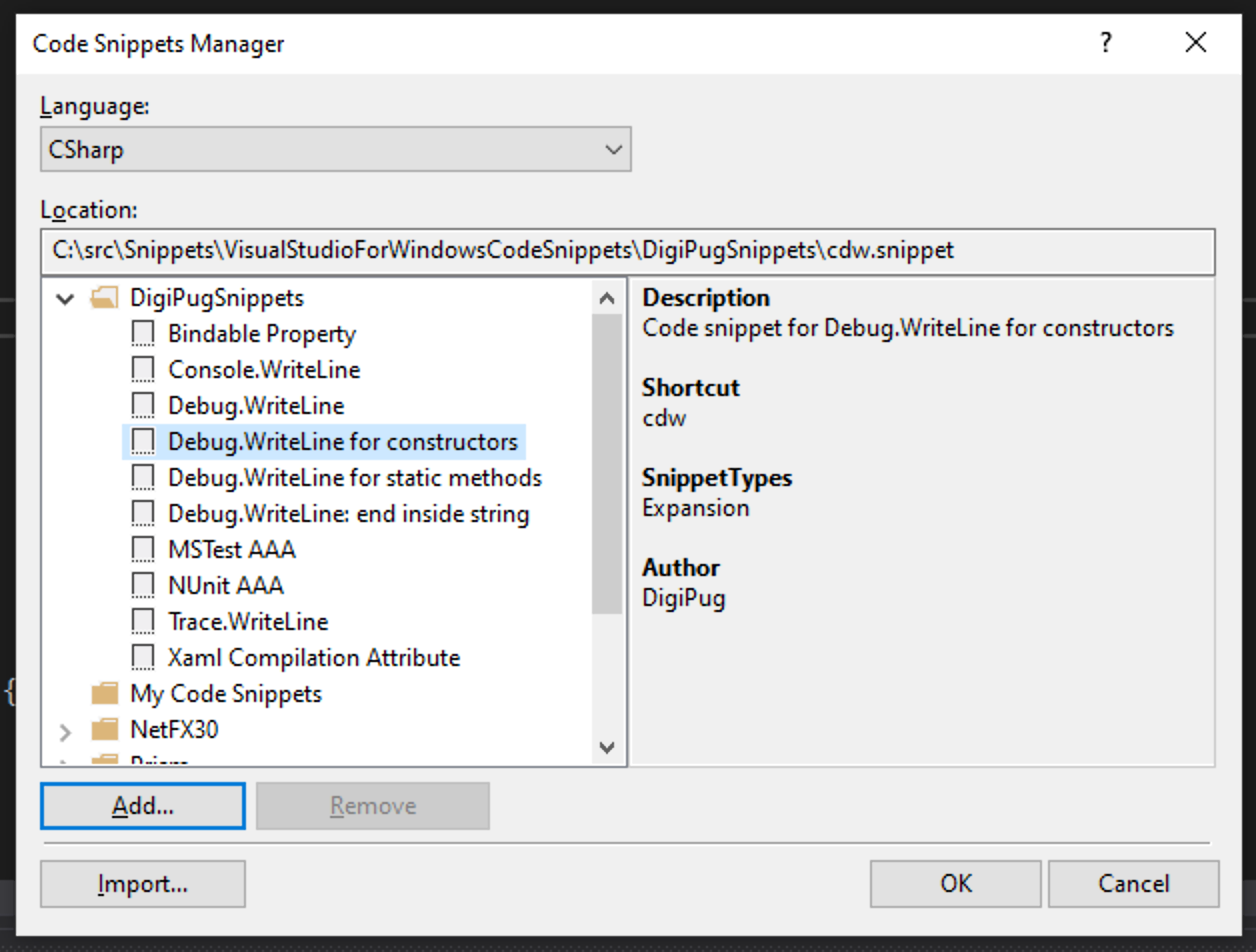 Code Snippets Manager
?
Language:
CSharp
Location:
C:\src\Snippets\VisualStudioForWindowsCodeSnippets\DigiPugSnippets\cdw.snippet
DigiPugSnippets
Bindable Property
Console.WriteLine
Debug.WriteLine
Debug.WriteLine for constructors
Debug.WriteLine for static methods
Debug.WriteLine: end inside string
MSTest AAA
NUnit AAA
Trace.WriteLine
Xaml Compilation Attribute
My Code Snippets
NetFX30
Prism
Description
Code snippet for Debug.WriteLine for constructors
Shortcut
cdw
SnippetTypes
Expansion
Author
DigiPug
{
Add...
Remove
Import...
OK
Cancel